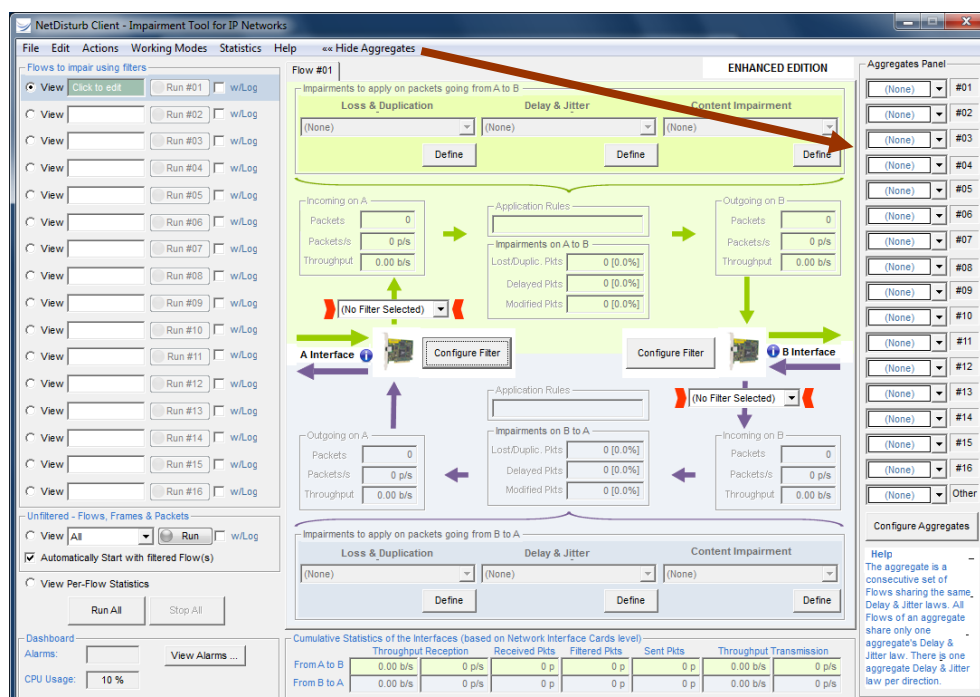 NetDisturb Client - Impairment Tool for IP Networks
File Edit Actions Working Modes Statistics Help «« Hide Aggregates
Flows to impair using filters
View Click to edit Run #01 w/Log
View Run #02 w/Log
View Run #03 w/Log
View Run #04 w/Log
View Run #05 w/Log
View Run #06 w/Log
View Run #07 w/Log
View Run #08 w/Log
View Run #09 w/Log
View Run #10 w/Log
View Run #11 w/Log
View Run #12 w/Log
View Run #13 w/Log
View Run #14 w/Log
View Run #15 w/Log
View Run #16 w/Log
Unfiltered - Flows, Frames & Packets
View All Run w/Log
Automatically Start with filtered Flow(s)
View Per-Flow Statistics
Run All Stop All
Dashboard
Alarms: View Alarms ...
CPU Usage: 10 %
Flow #01
ENHANCED EDITION
Impairments to apply on packets going from A to B
Loss & Duplication Delay & Jitter Content Impairment
(None) (None) (None)
Define Define Define
Incoming on A
Packets 0
Packets/s 0 p/s
Throughput 0.00 b/s
Application Rules
Impairments on A to B
Lost/Duplic. Pkts 0 [0.0%]
Delayed Pkts 0 [0.0%]
Modified Pkts 0 [0.0%]
Outgoing on B
Packets 0
Packets/s 0 p/s
Throughput 0.00 b/s
(No Filter Selected)
A Interface Configure Filter Configure Filter B Interface
(No Filter Selected)
Outgoing on A
Packets 0
Packets/s 0 p/s
Throughput 0.00 b/s
Application Rules
Impairments on B to A
Lost/Duplic. Pkts 0 [0.0%]
Delayed Pkts 0 [0.0%]
Modified Pkts 0 [0.0%]
Incoming on B
Packets 0
Packets/s 0 p/s
Throughput 0.00 b/s
Impairments to apply on packets going from B to A
Loss & Duplication Delay & Jitter Content Impairment
(None) (None) (None)
Define Define Define
Cumulative Statistics of the Interfaces (based on Network Interface Cards level)
Throughput Reception Received Pkts Filtered Pkts Sent Pkts Throughput Transmission
From A to B 0.00 b/s 0 p/s 0 p 0 p 0 p 0.00 b/s 0 p/s
From B to A 0.00 b/s 0 p/s 0 p 0 p 0 p 0.00 b/s 0 p/s
Aggregates Panel
(None) #01
(None) #02
(None) #03
(None) #04
(None) #05
(None) #06
(None) #07
(None) #08
(None) #09
(None) #10
(None) #11
(None) #12
(None) #13
(None) #14
(None) #15
(None) #16
(None) Other
Configure Aggregates
Help
The aggregate is a
consecutive set of
Flows sharing the same
Delay & Jitter laws. All
Flows of an aggregate
share only one
aggregate's Delay &
Jitter law. There is one
aggregate Delay & Jitter
law per direction.